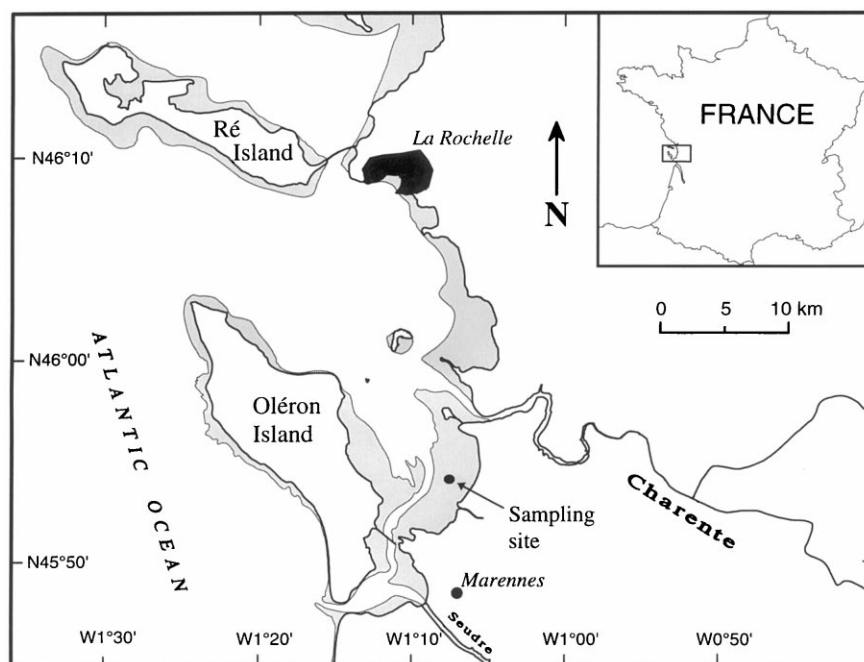 FRANCE
Ré
Island
La Rochelle
N46°10'
N
0 5 10 km
N46°00'
ATLANTIC OCEAN
Oléron
Island
Charente
Sampling
site
N45°50'
Marennes
Seudre
W1°30' W1°20' W1°10' W1°00' W0°50'